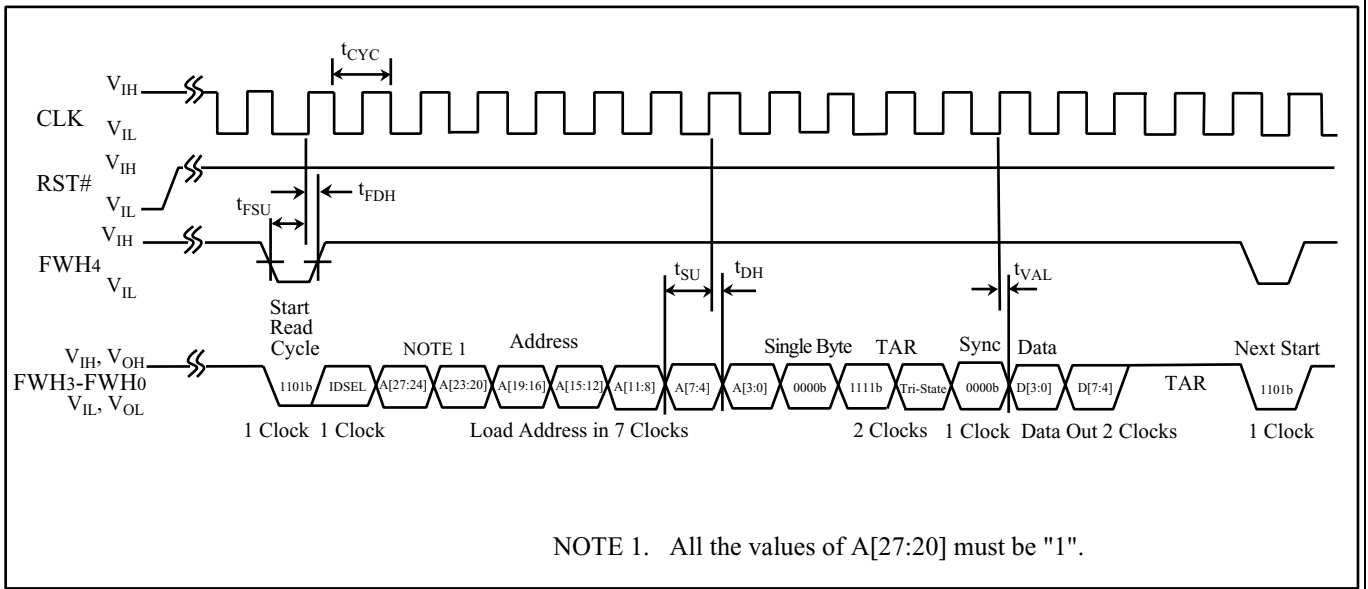 tCYC
VIH
CLK
VIL
VIH
RST#
VIL
tFSU
tFDH
VIH
FWH4
VIL
tSU
tDH
tVAL
Start
Read
Cycle
NOTE 1
Address
Single Byte
TAR
Sync
Data
Next Start
VIH, VOH
FWH3-FWH0
VIL, VOL
1101b
IDSEL
A[27:24]
A[23:20]
A[19:16]
A[15:12]
A[11:8]
A[7:4]
A[3:0]
0000b
1111b
Tri-State
0000b
D[3:0]
D[7:4]
TAR
1101b
1 Clock
1 Clock
Load Address in 7 Clocks
2 Clocks
1 Clock
Data Out 2 Clocks
1 Clock
NOTE 1. All the values of A[27:20] must be "1".